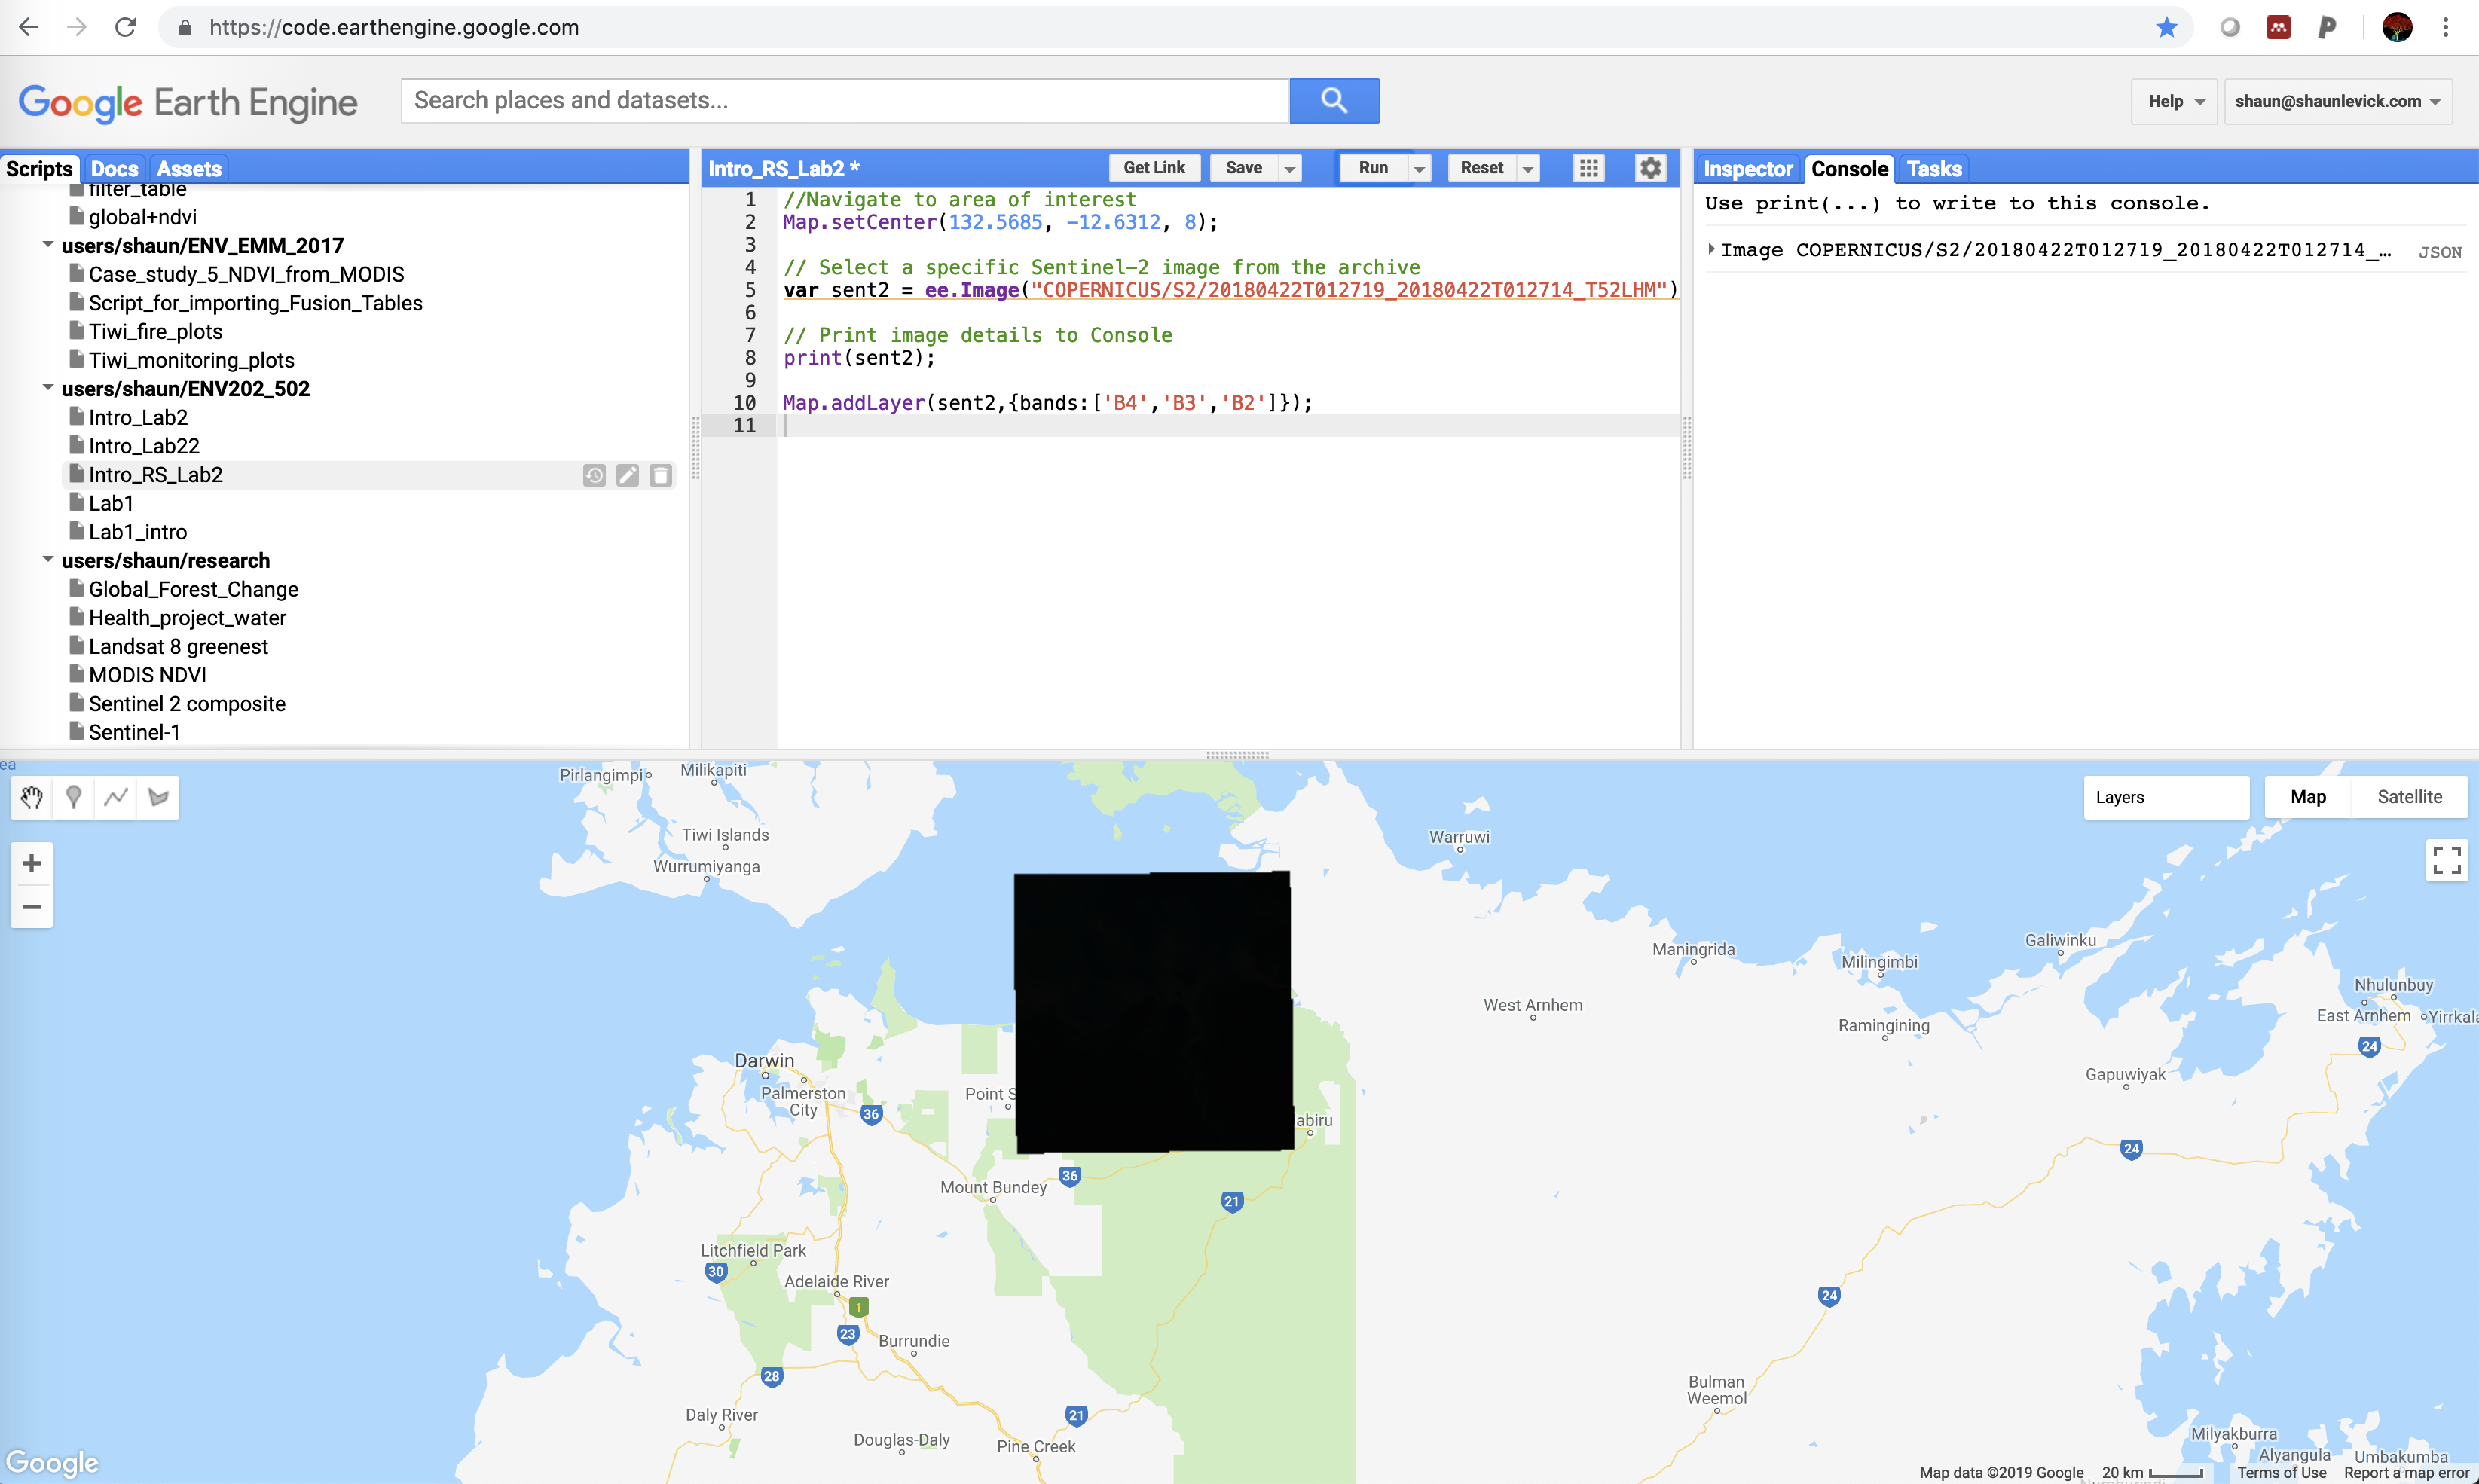 https://code.earthengine.google.com
Google Earth Engine
Search places and datasets...
Help
shaun@shaunlevick.com
Scripts Docs Assets
filter_table
global+ndvi
users/shaun/ENV_EMM_2017
Case_study_5_NDVI_from_MODIS
Script_for_importing_Fusion_Tables
Tiwi_fire_plots
Tiwi_monitoring_plots
users/shaun/ENV202_502
Intro_Lab2
Intro_Lab22
Intro_RS_Lab2
Lab1
Lab1_intro
users/shaun/research
Global_Forest_Change
Health_project_water
Landsat 8 greenest
MODIS NDVI
Sentinel 2 composite
Sentinel-1
Intro_RS_Lab2 *
Get Link Save Run Reset
1 //Navigate to area of interest
2 Map.setCenter(132.5685, -12.6312, 8);
3
4 // Select a specific Sentinel-2 image from the archive
5 var sent2 = ee.Image("COPERNICUS/S2/20180422T012719_20180422T012714_T52LHM")
6
7 // Print image details to Console
8 print(sent2);
9
10 Map.addLayer(sent2,{bands:['B4','B3','B2']});
11
Inspector Console Tasks
Use print(...) to write to this console.
Image COPERNICUS/S2/20180422T012719_20180422T012714_... JSON
ea
Layers
Map Satellite
Pirlangimpi
Milikapiti
Tiwi Islands
Wurrumiyanga
Warruwi
Maningrida
Milingimbi
Galiwinku
Nhulunbuy
East Arnhem
Yirrkala
West Arnhem
Ramingining
24
Gapuwiyak
Darwin
Palmerston
City
36
Point S
abiru
24
36
Mount Bundey
21
Litchfield Park
30
Adelaide River
1
23
Burrundie
24
28
Bulman
Weemol
Daly River
21
Douglas-Daly
Pine Creek
Milyakburra
Alyangula
Umbakumba
Google
Map data ©2019 Google 20 km Terms of Use Report a map error